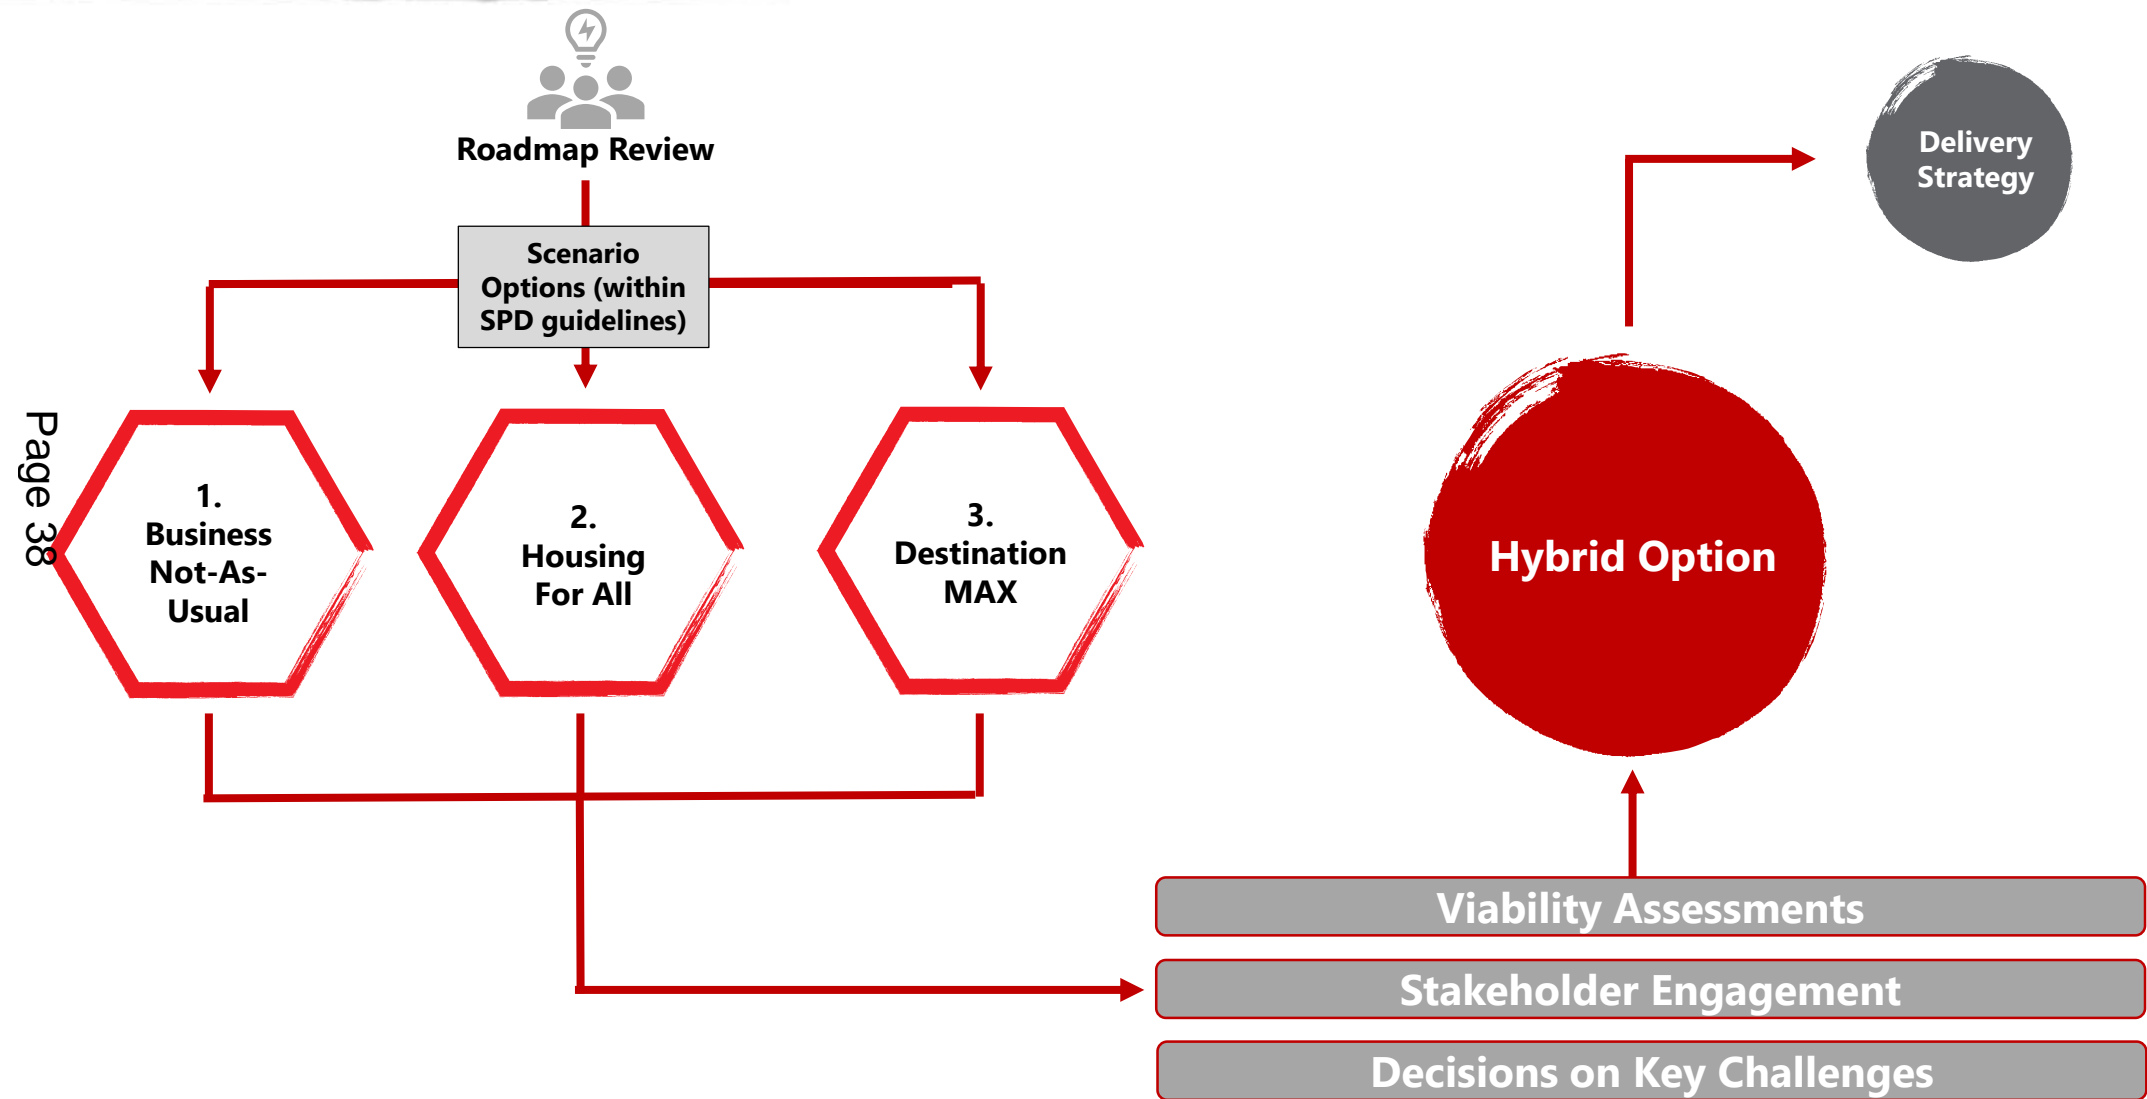 Roadmap Review
Scenario
Options (within
SPD guidelines)
Page 38
1.
Business
Not-As-
Usual
2.
Housing
For All
3.
Destination
MAX
Delivery
Strategy
Hybrid Option
Viability Assessments
Stakeholder Engagement
Decisions on Key Challenges